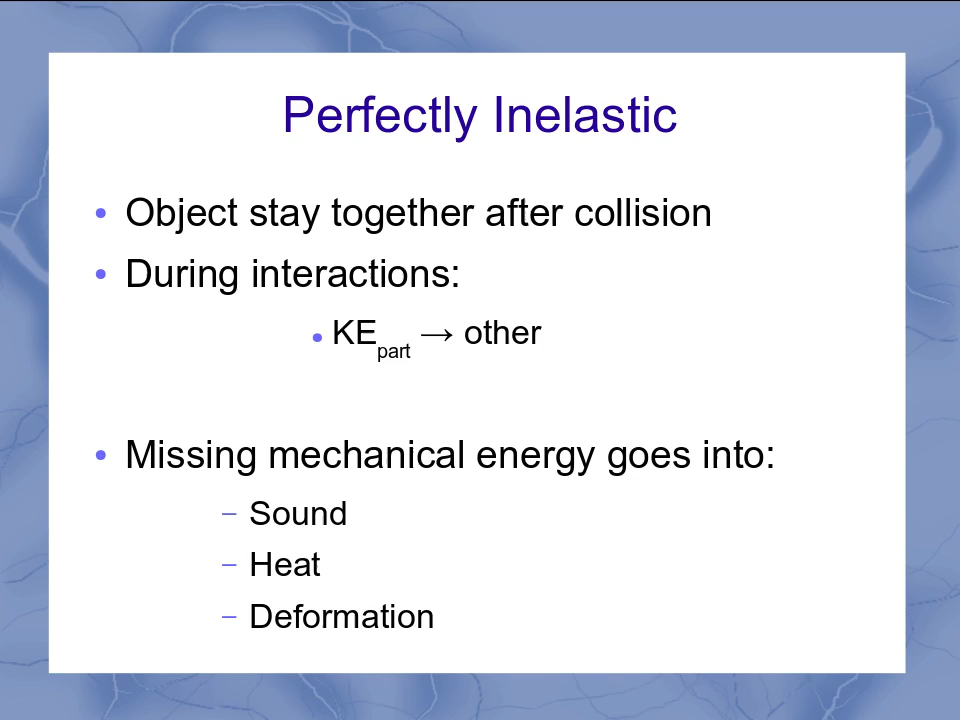 Perfectly Inelastic
• Object stay together after collision
• During interactions:
• KEpart → other
• Missing mechanical energy goes into:
– Sound
– Heat
– Deformation